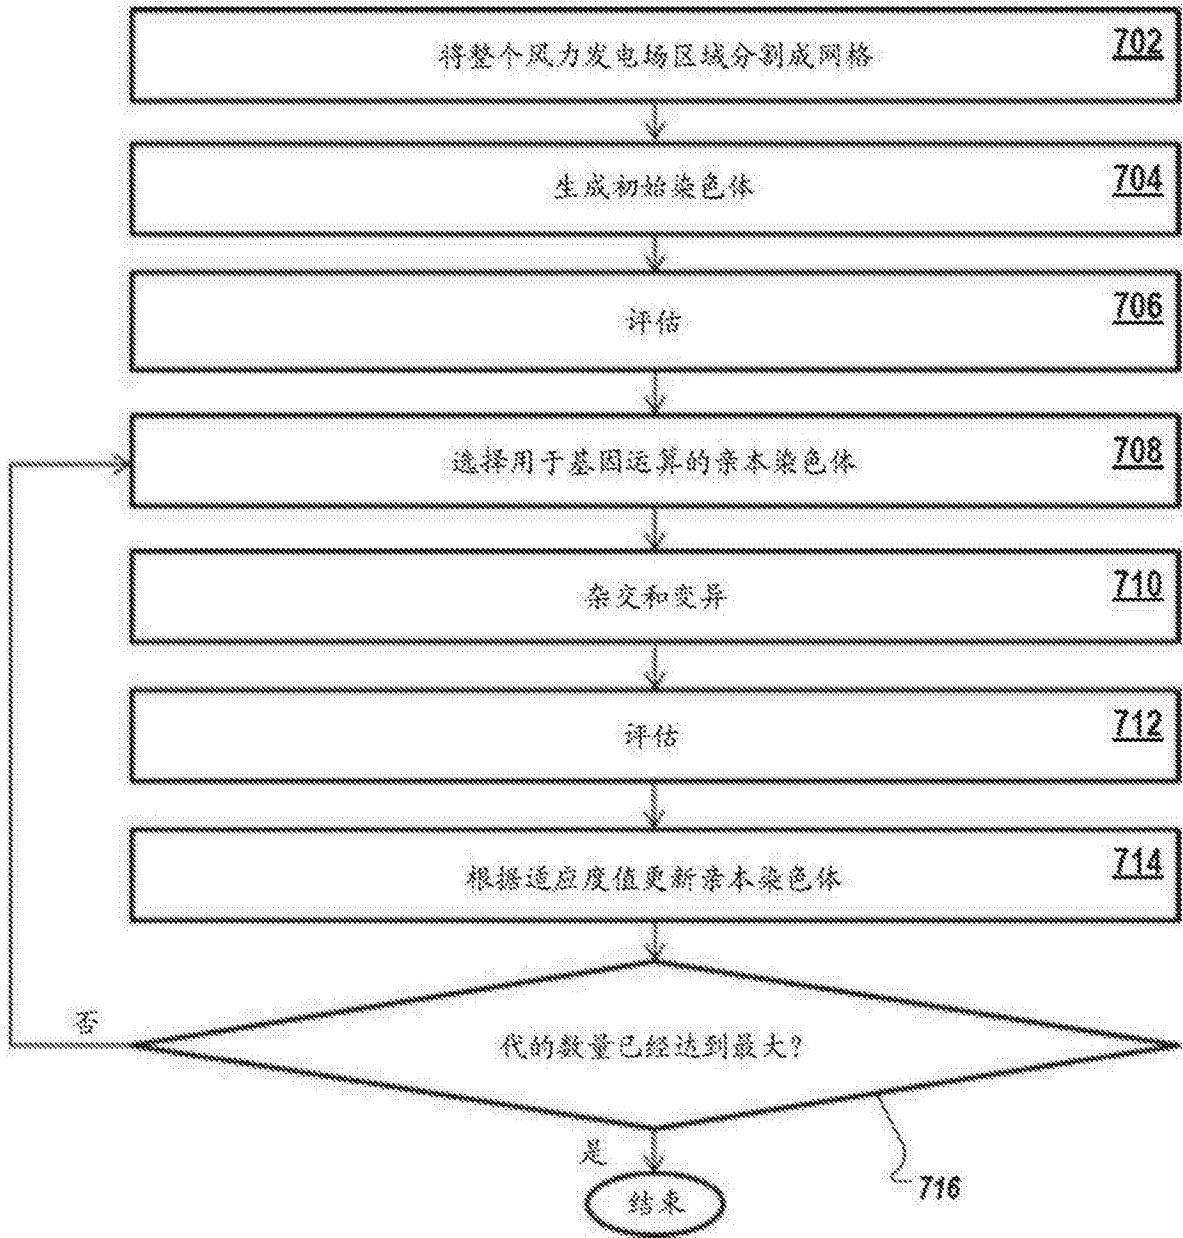 将整个风力发电场区域分割成网格
702
生成初始染色体
704
评估
706
选择用于基因运算的亲本染色体
708
杂交和变异
710
评估
712
根据适应度值更新亲本染色体
714
否
代的数量已经达到最大?
716
是
结束